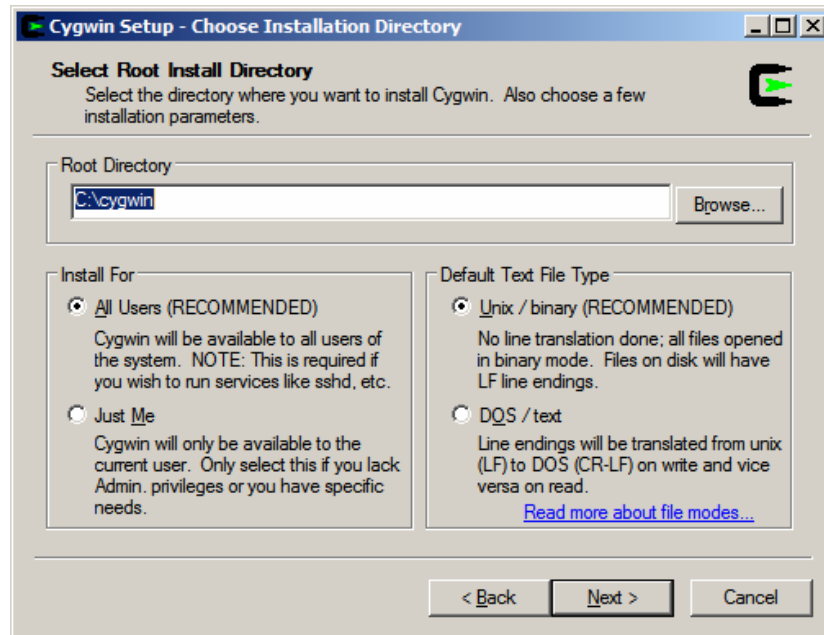 Cygwin Setup - Choose Installation Directory
Select Root Install Directory
Select the directory where you want to install Cygwin. Also choose a few
installation parameters.
Root Directory
C:\cygwin
Browse...
Install For
All Users (RECOMMENDED)
Cygwin will be available to all users of
the system. NOTE: This is required if
you wish to run services like sshd, etc.
Just Me
Cygwin will only be available to the
current user. Only select this if you lack
Admin. privileges or you have specific
needs.
Default Text File Type
Unix / binary (RECOMMENDED)
No line translation done; all files opened
in binary mode. Files on disk will have
LF line endings.
DOS / text
Line endings will be translated from unix
(LF) to DOS (CR-LF) on write and vice
versa on read.
Read more about file modes...
< Back
Next >
Cancel